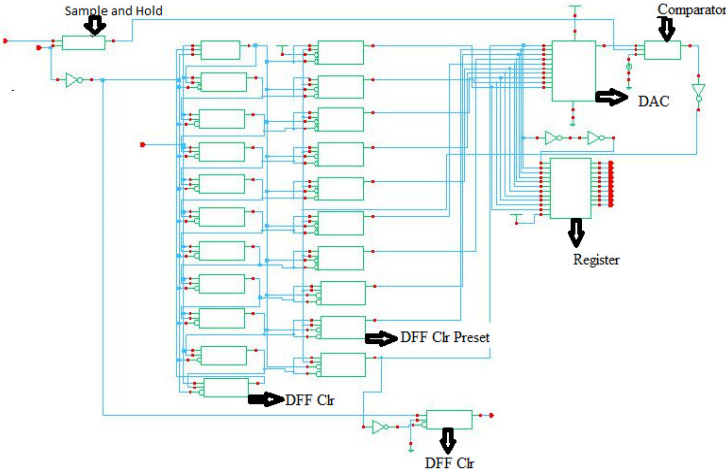 Sample and Hold
Comparator
DAC
Register
DFF Clr Preset
DFF Clr
DFF Clr